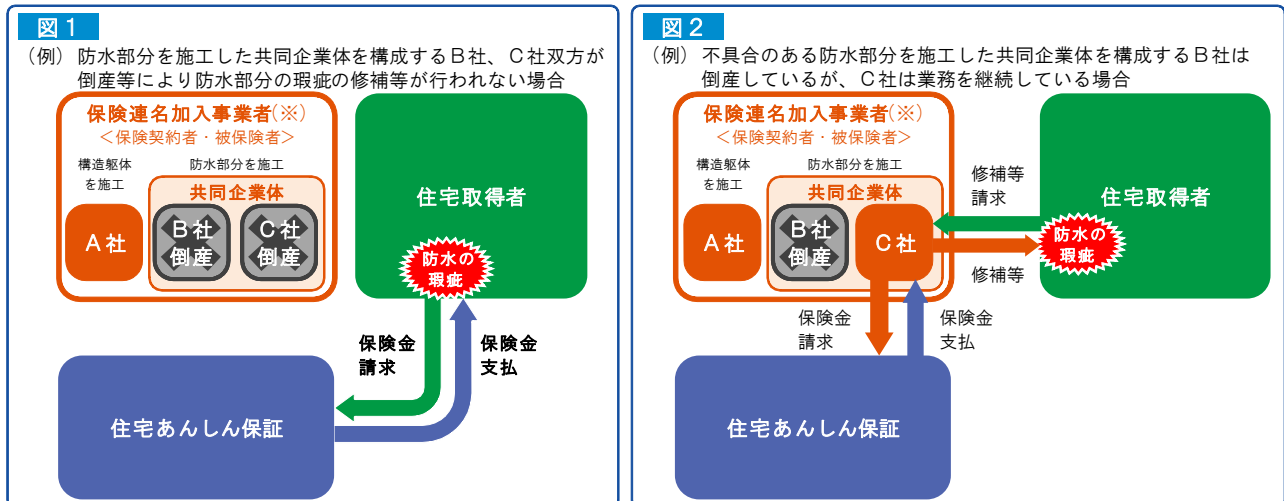 図1
（例） 防水部分を施工した共同企業体を構成するB社、C社双方が
倒産等により防水部分の瑕疵の修補等が行われない場合
保険連名加入事業者(※)
＜保険契約者・被保険者＞
構造躯体
を施工
防水部分を施工
共同企業体
A社
B社
倒産
C社
倒産
住宅取得者
防水の
瑕疵
保険金
請求
保険金
支払
住宅あんしん保証
図2
（例） 不具合のある防水部分を施工した共同企業体を構成するB社は
倒産しているが、C社は業務を継続している場合
保険連名加入事業者(※)
＜保険契約者・被保険者＞
構造躯体
を施工
防水部分を施工
共同企業体
A社
B社
倒産
C社
修補等
請求
住宅取得者
防水の
瑕疵
修補等
保険金
請求
保険金
支払
住宅あんしん保証